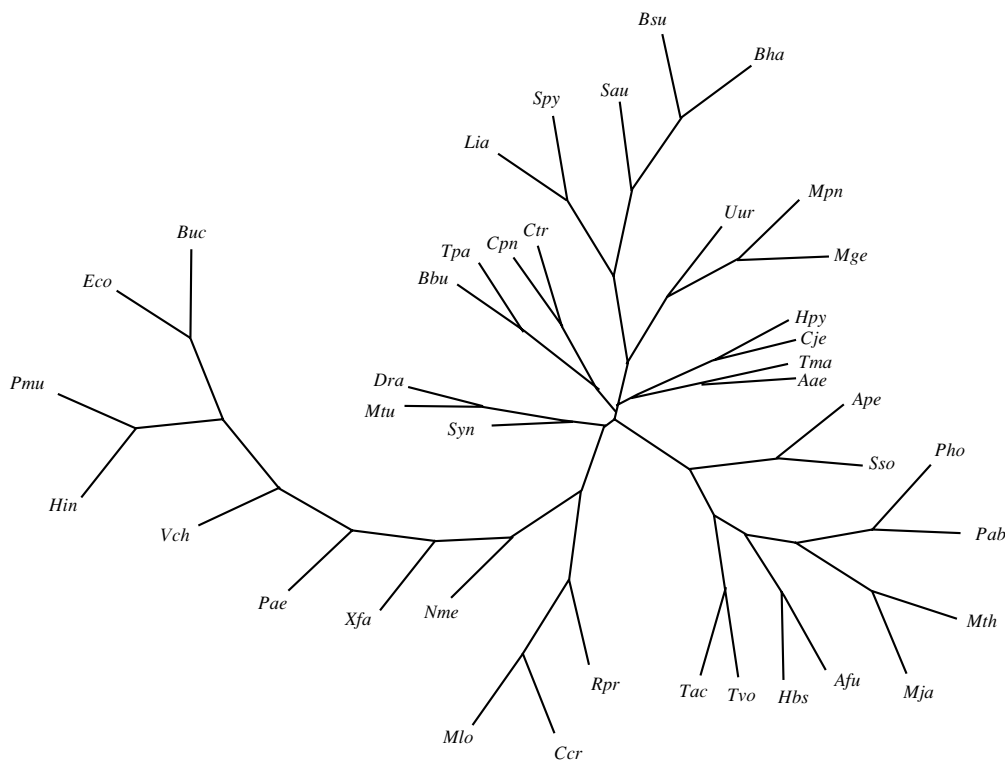 Bsu
Bha
Sau
Spy
Lia
Mpn
Uur
Buc
Ctr
Cpn
Tpa
Mge
Bbu
Eco
Hpy
Cje
Tma
Pmu
Dra
Aae
Mtu
Ape
Syn
Pho
Sso
Hin
Vch
Pab
Pae
Nme
Xfa
Mth
Rpr
Afu
Tac
Tvo
Hbs
Mja
Mlo
Ccr